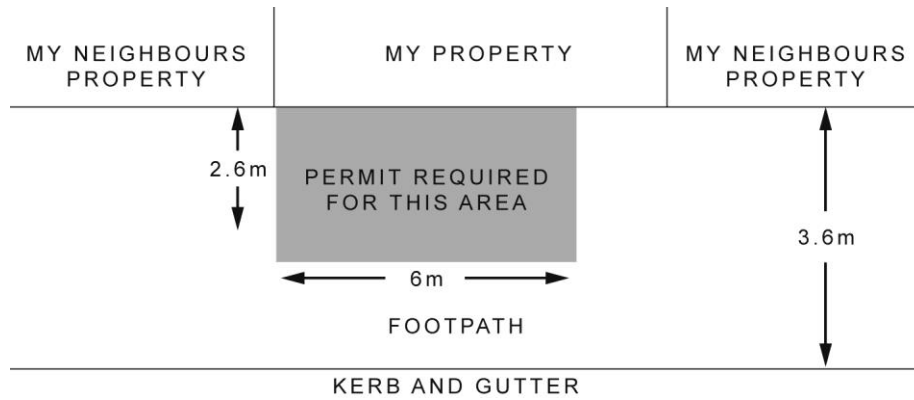 MY NEIGHBOURS
PROPERTY
MY PROPERTY
MY NEIGHBOURS
PROPERTY
2.6m
PERMIT REQUIRED
FOR THIS AREA
3.6m
6m
FOOTPATH
KERB AND GUTTER